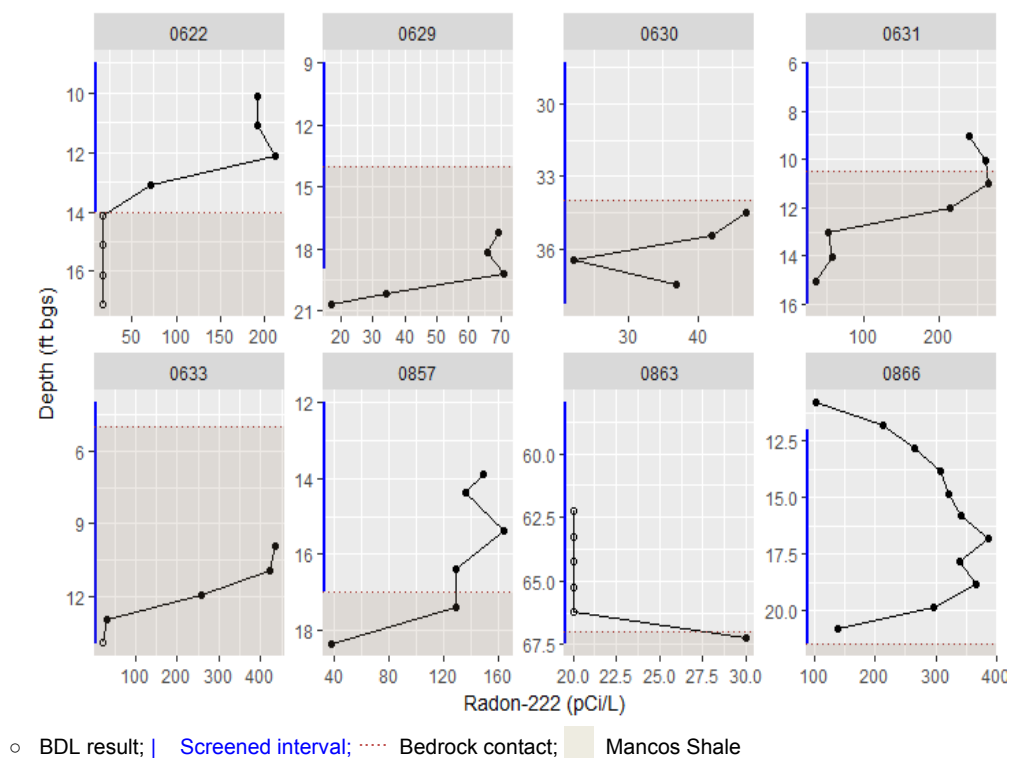 0622 0629 0630 0631
9 6
10 30 8
12 12 10
15 33 12
14 18 36 14
16 21 16
50 100 150 200 20 30 40 50 60 70 30 40 100 200
Depth (ft bgs)
0633 0857 0863 0866
12
6 14 60.0 12.5
9 16 62.5 15.0
12 18 65.0 17.5
67.5 20.0
100 200 300 400 40 80 120 160 20.0 22.5 25.0 27.5 30.0 100 200 300 400
Radon-222 (pCi/L)
○ BDL result; | Screened interval; ····· Bedrock contact; Mancos Shale